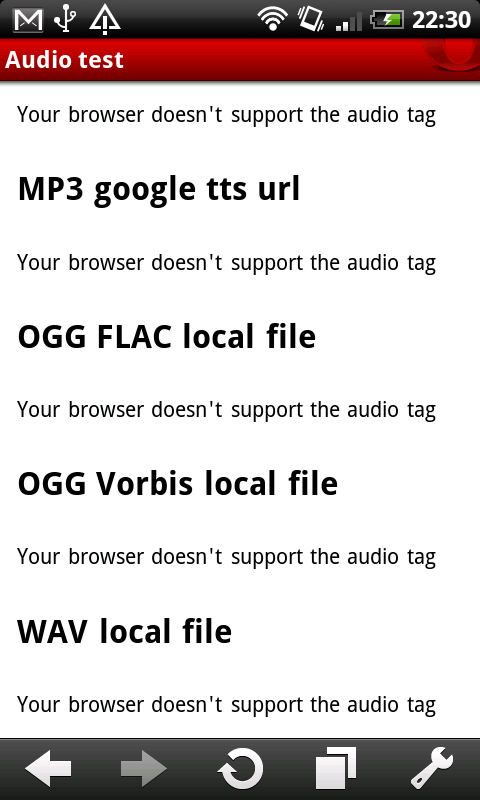 22:30
Audio test
Your browser doesn't support the audio tag
MP3 google tts url
Your browser doesn't support the audio tag
OGG FLAC local file
Your browser doesn't support the audio tag
OGG Vorbis local file
Your browser doesn't support the audio tag
WAV local file
Your browser doesn't support the audio tag